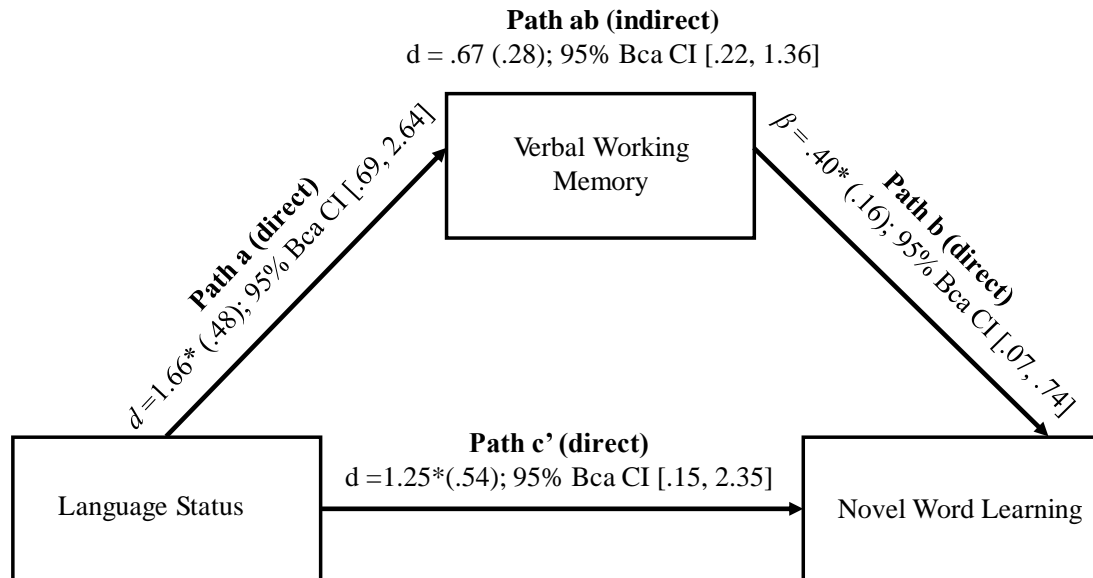 Path ab (indirect)
d = .67 (.28); 95% Bca CI [.22, 1.36]
Verbal Working
Memory
Path a (direct)
d =1.66* (.48); 95% Bca CI [.69, 2.64]
Path b (direct)
β = .40* (.16); 95% Bca CI [.07, .74]
Path c’ (direct)
d =1.25*(.54); 95% Bca CI [.15, 2.35]
Language Status
Novel Word Learning